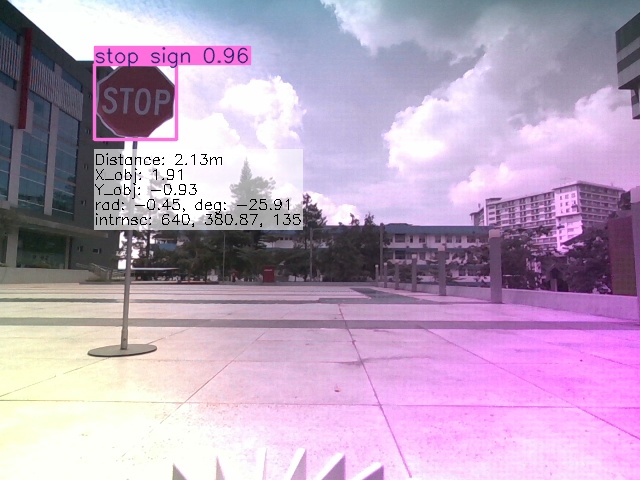 stop sign 0.96
STOP
Distance: 2.13m
X_obj: 1.91
Y_obj: -0.93
rad: -0.45, deg: -25.91
intrnsc: 640, 380.87, 135